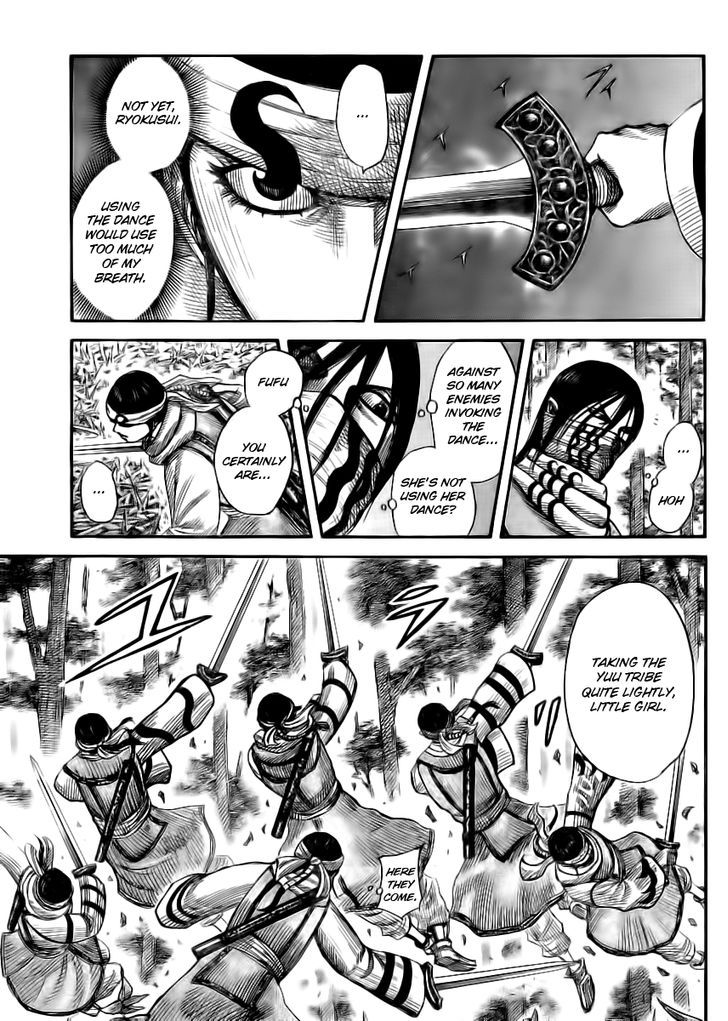 ...
NOT YET,
RYOKUSUI.
USING
THE DANCE
WOULD USE
TOO MUCH
OF MY
BREATH.
...
HOH
AGAINST
SO MANY
ENEMIES
INVOKING
THE
DANCE...
SHE'S NOT
USING HER
DANCE?
FUFU
YOU
CERTAINLY
ARE...
...
TAKING THE
YUU TRIBE
QUITE LIGHTLY,
LITTLE GIRL.
HERE
THEY
COME.